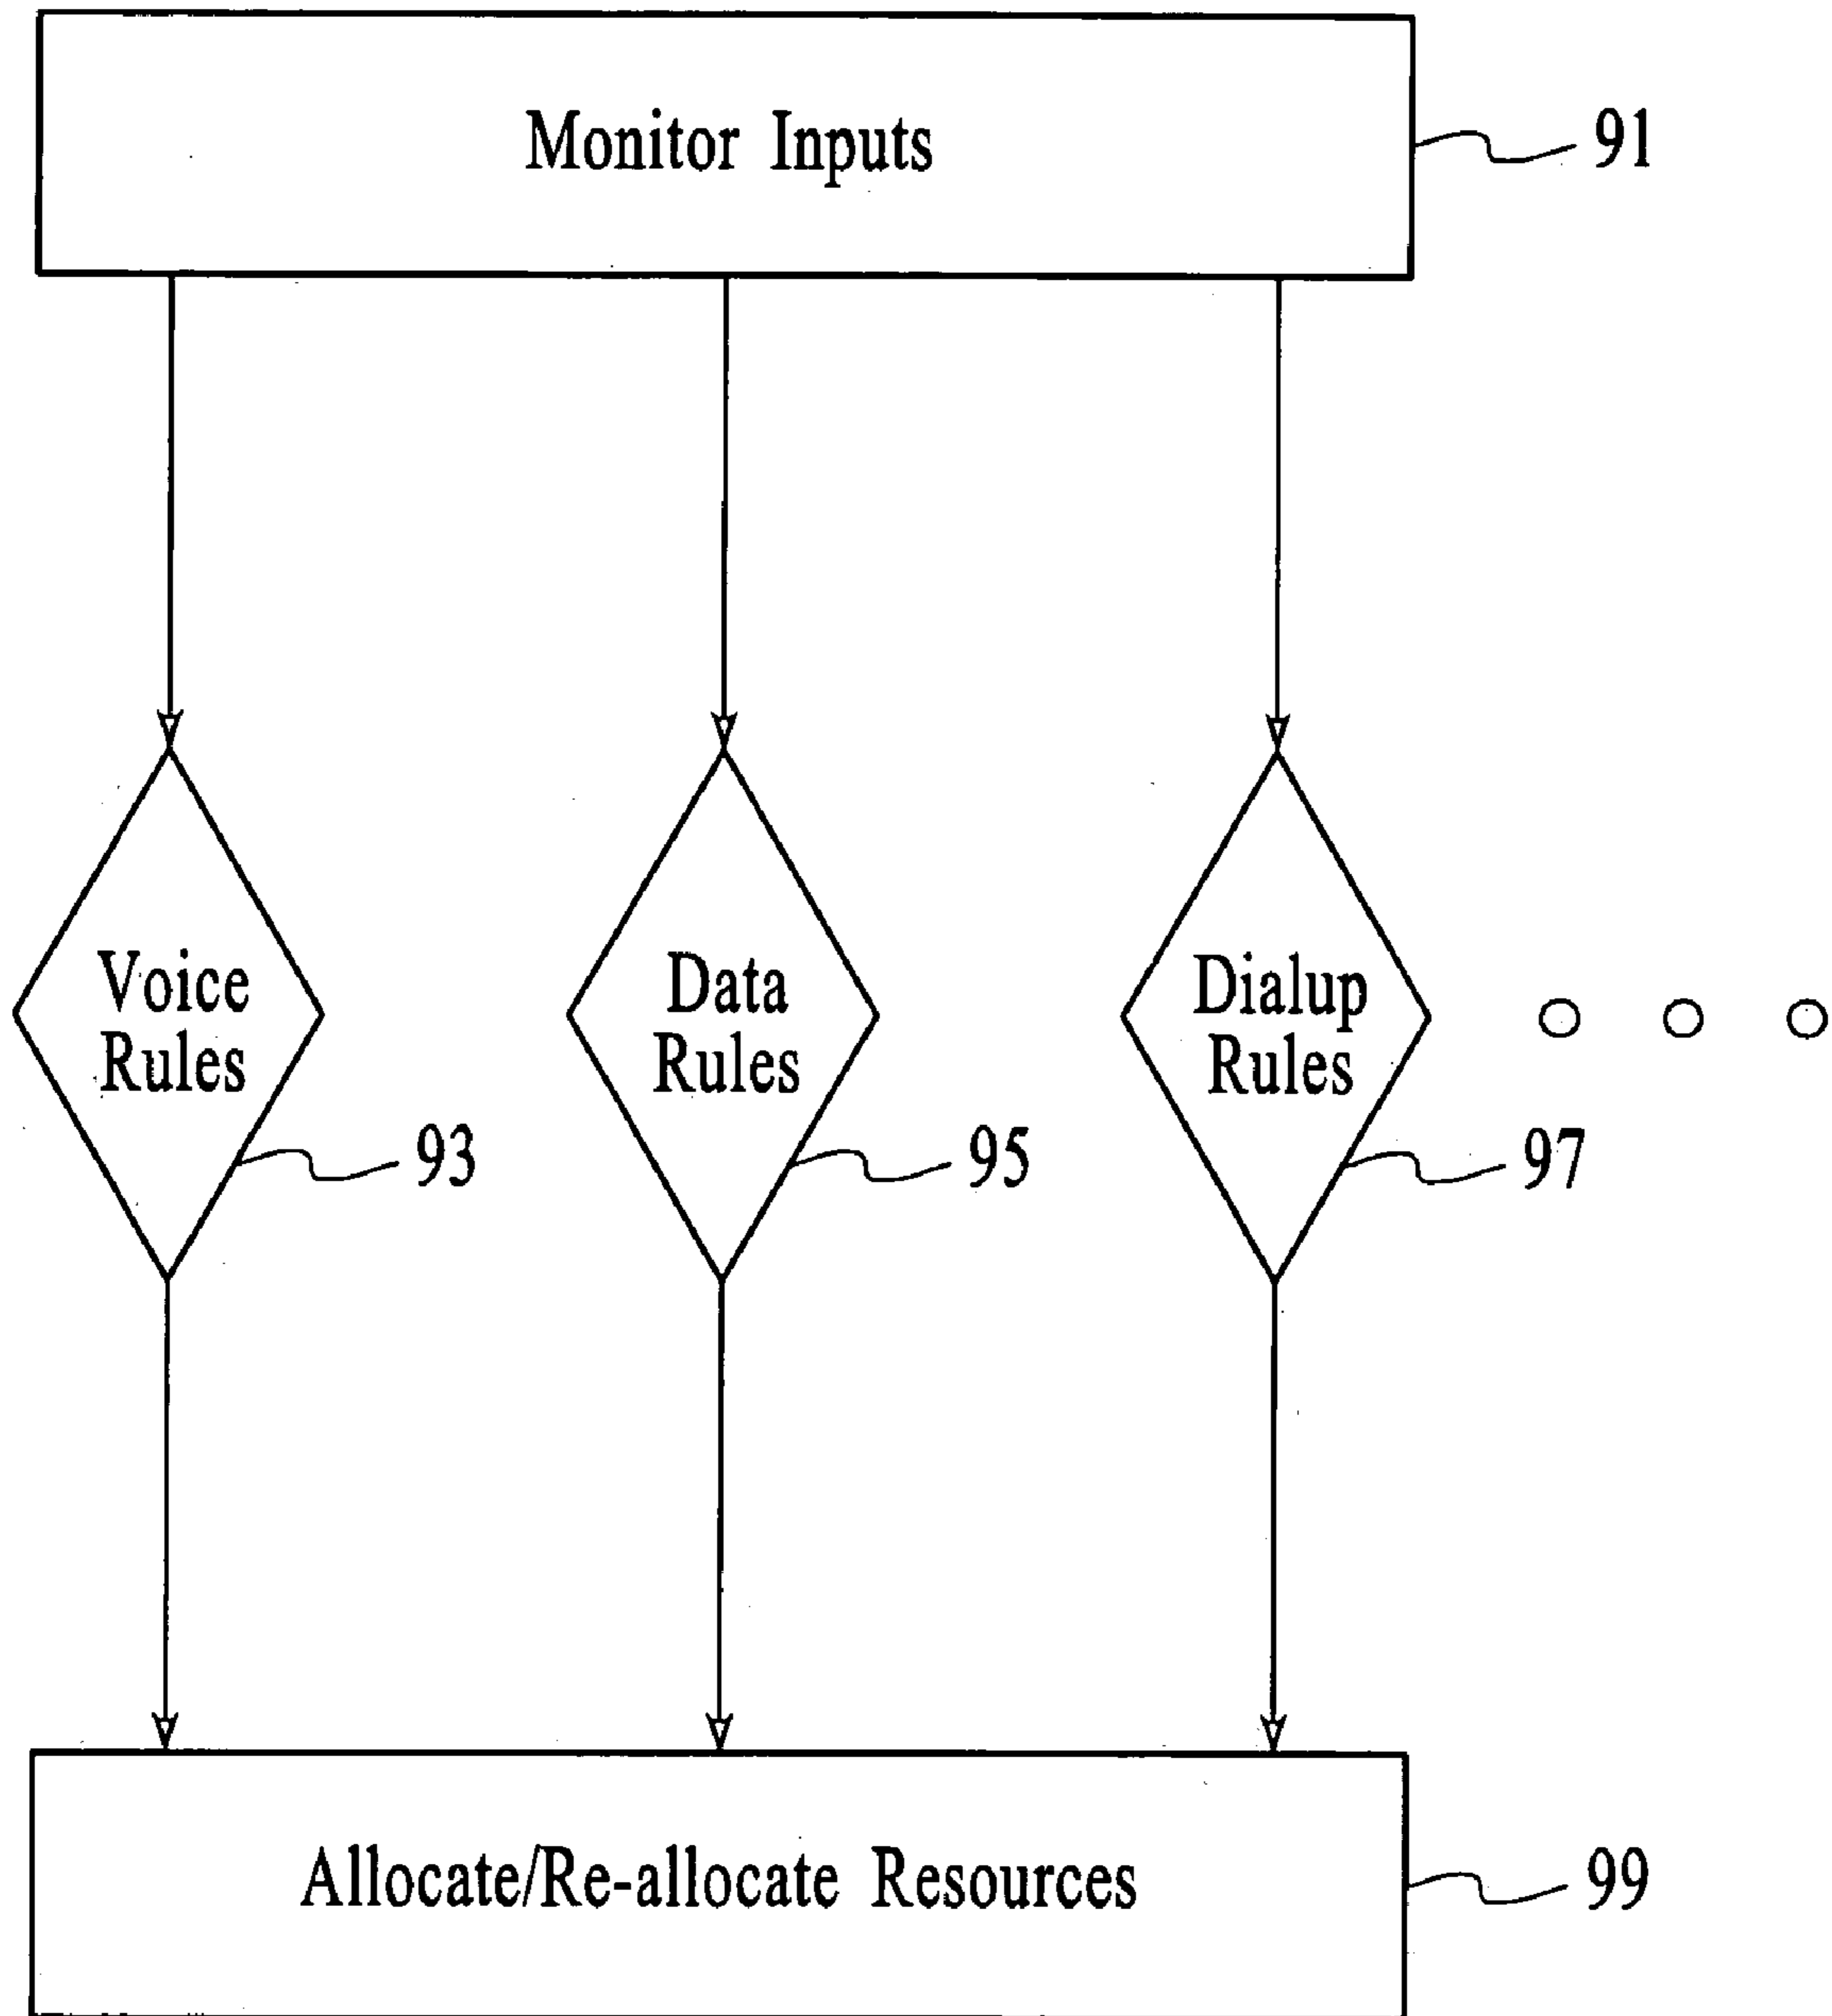 Monitor Inputs
91
Voice
Rules
93
Data
Rules
95
Dialup
Rules
97
Allocate/Re-allocate Resources
99